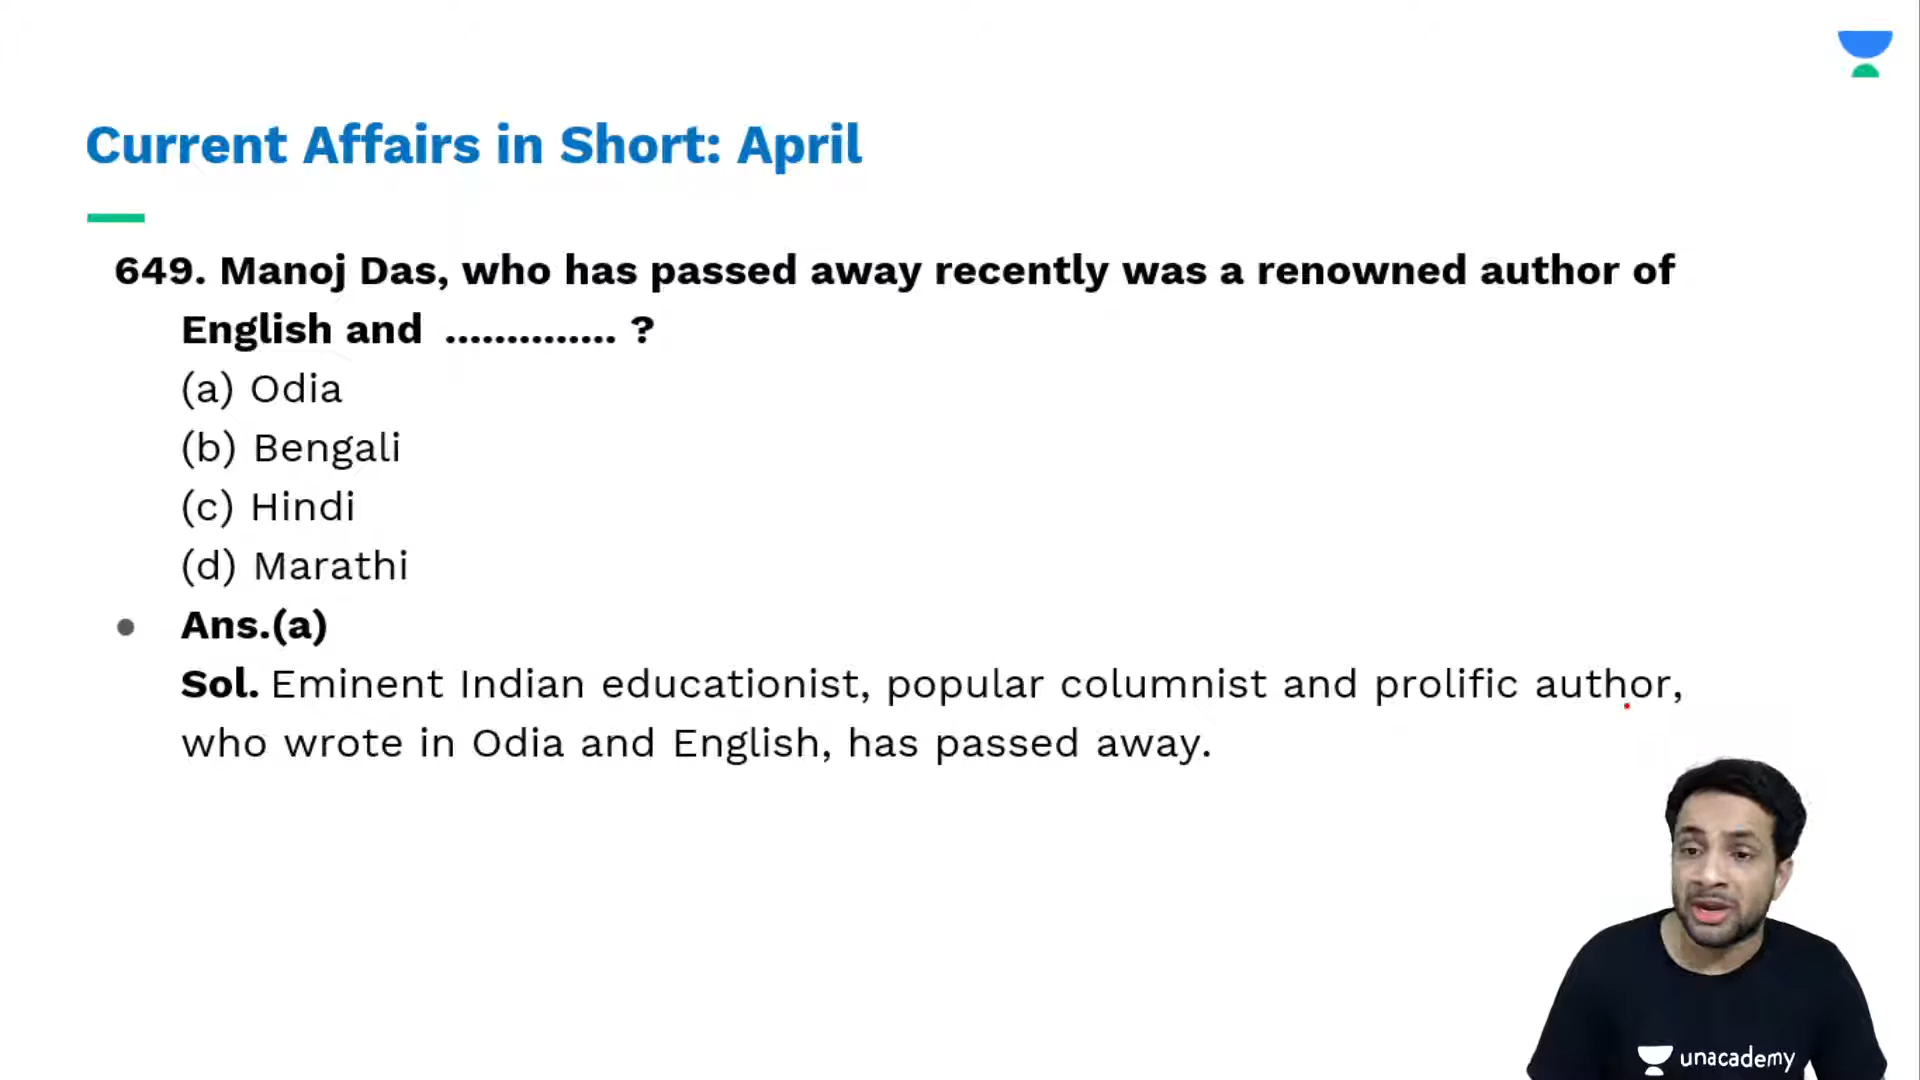 Current Affairs in Short: April
649. Manoj Das, who has passed away recently was a renowned author of
English and .............. ?
(a) Odia
(b) Bengali
(c) Hindi
(d) Marathi
● Ans.(a)
Sol. Eminent Indian educationist, popular columnist and prolific author,
who wrote in Odia and English, has passed away.
unacademy